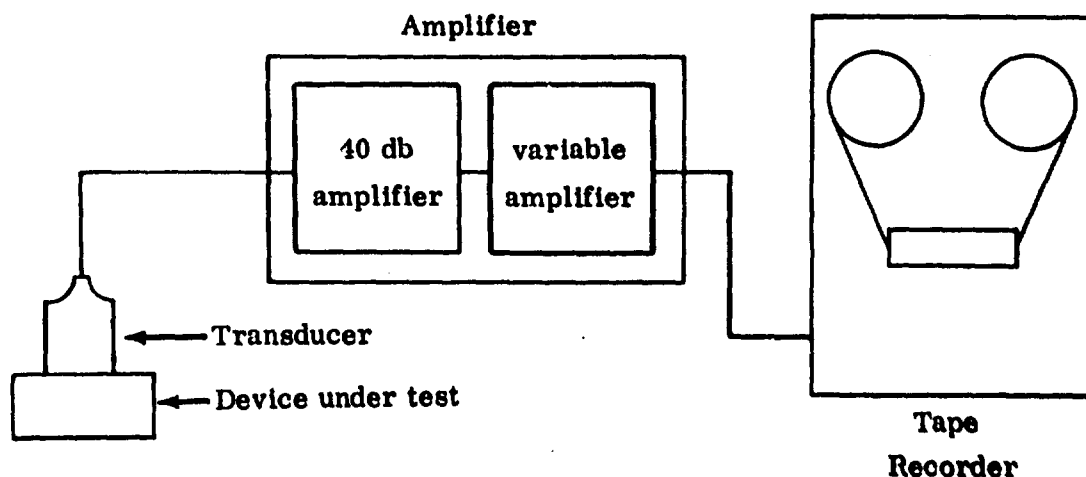 Amplifier
40 db
amplifier
variable
amplifier
Transducer
Device under test
Tape
Recorder